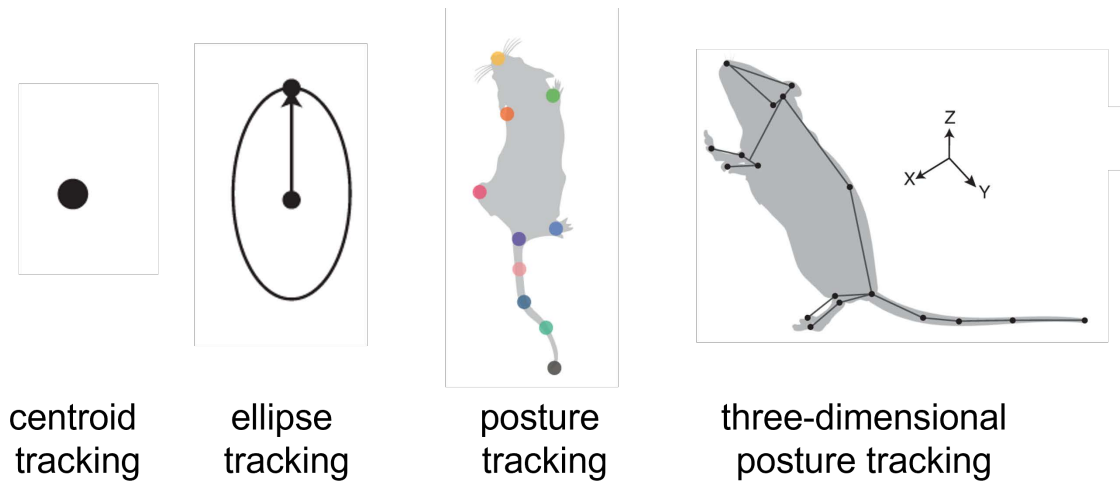 Z
X
Y
centroid
tracking
ellipse
tracking
posture
tracking
three-dimensional
posture tracking